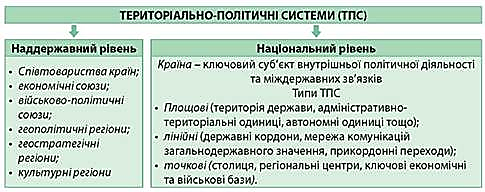 ТЕРИТОРІАЛЬНО-ПОЛІТИЧНІ СИСТЕМИ (ТПС)
Наддержавний рівень
• Співтовариства країн;
• економічні союзи;
• військово-політичні
союзи;
• геополітичні регіони;
• геостратегічні
регіони;
• культурні регіони
Національний рівень
Країна – ключовий суб'єкт внутрішньої політичної діяльності
та міждержавних зв'язків
Типи ТПС
• Площові (територія держави, адміністративно-
територіальні одиниці, автономні одиниці тощо);
• лінійні (державні кордони, мережа комунікацій
загальнодержавного значення, прикордонні переходи);
• точкові (столиця, регіональні центри, ключові економічні
та військові бази).